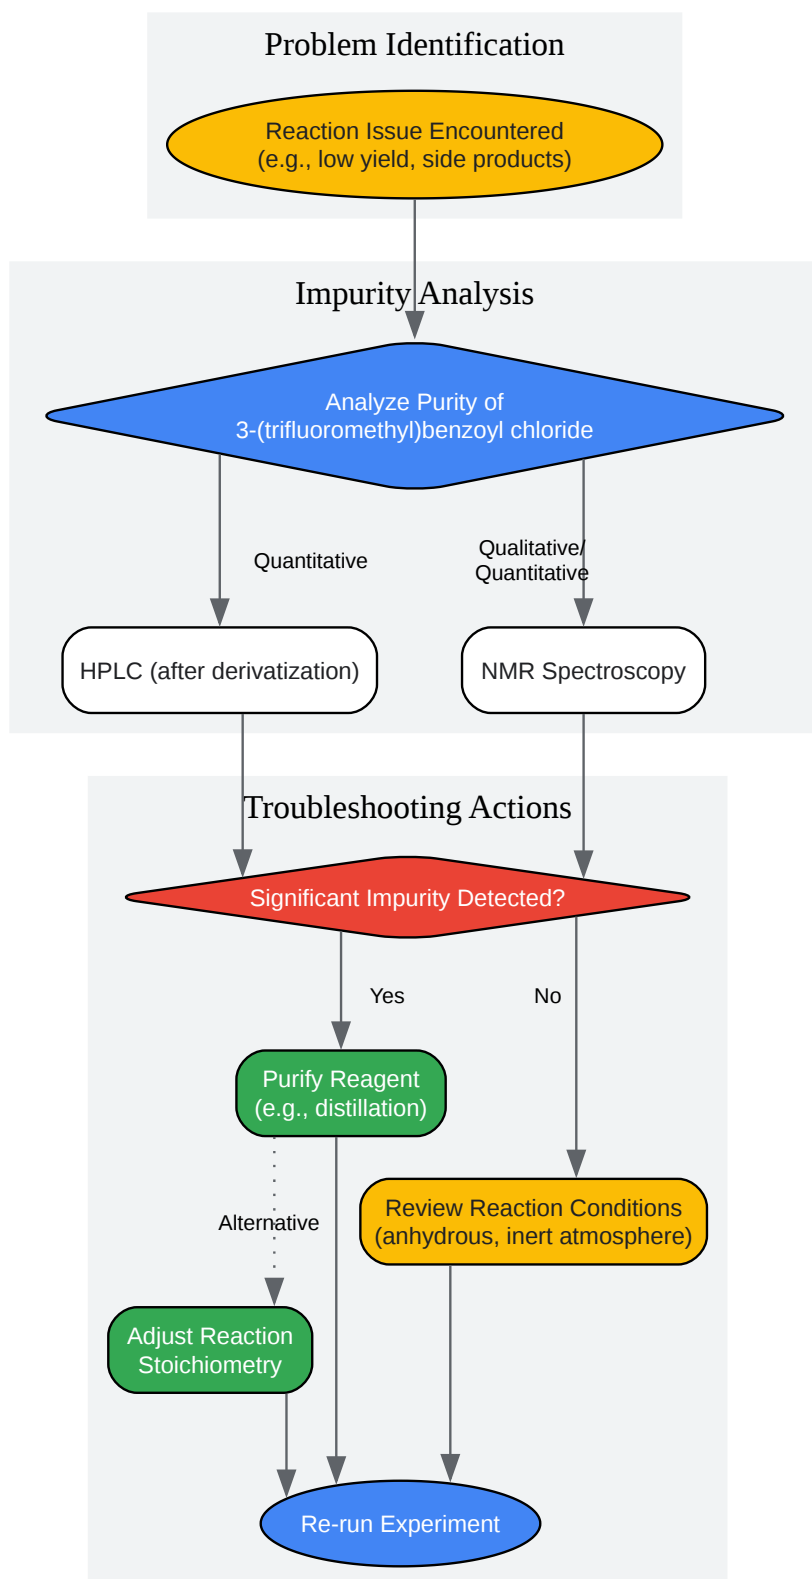 Problem Identification
Reaction Issue Encountered
(e.g., low yield, side products)
Impurity Analysis
Analyze Purity of
3-(trifluoromethyl)benzoyl chloride
Quantitative
Qualitative/
Quantitative
HPLC (after derivatization)
NMR Spectroscopy
Troubleshooting Actions
Significant Impurity Detected?
Yes
No
Purify Reagent
(e.g., distillation)
Alternative
Review Reaction Conditions
(anhydrous, inert atmosphere)
Adjust Reaction
Stoichiometry
Re-run Experiment